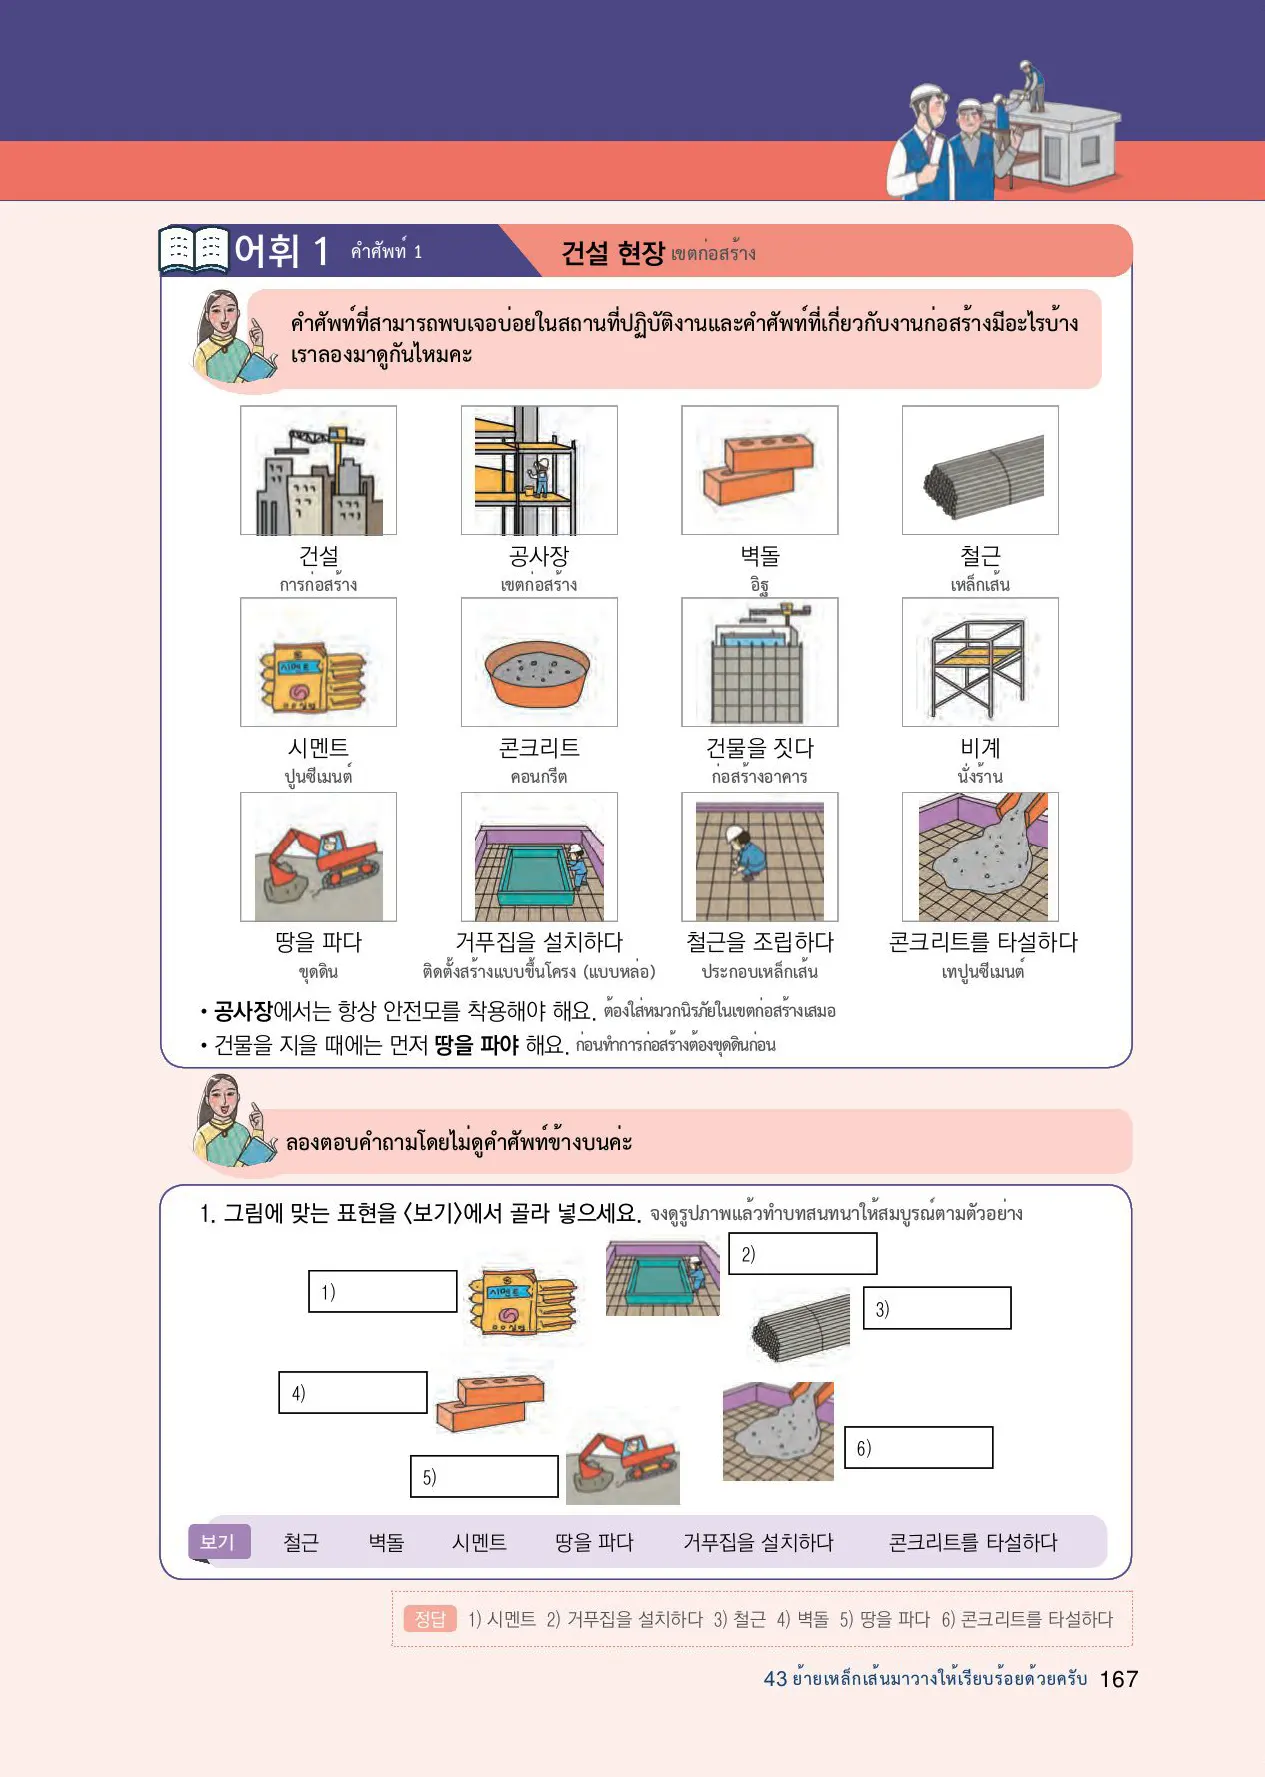 어휘 1 คำศัพท์ 1 건설 현장 เขตก่อสร้าง
คำศัพท์ที่สามารถพบเจอบ่อยในสถานที่ปฏิบัติงานและคำศัพท์ที่เกี่ยวกับงานก่อสร้างมีอะไรบ้าง
เราลองมาดูกันไหมคะ
건설 공사장 벽돌 철근
การก่อสร้าง เขตก่อสร้าง อิฐ เหล็กเส้น
시멘트
시멘트 콘크리트 건물을 짓다 비계
ปูนซีเมนต์ คอนกรีต ก่อสร้างอาคาร นั่งร้าน
땅을 파다 거푸집을 설치하다 철근을 조립하다 콘크리트를 타설하다
ขุดดิน ติดตั้งสร้างแบบขึ้นโครง (แบบหล่อ) ประกอบเหล็กเส้น เทปูนซีเมนต์
• 공사장에서는 항상 안전모를 착용해야 해요. ต้องใส่หมวกนิรภัยในเขตก่อสร้างเสมอ
• 건물을 지을 때에는 먼저 땅을 파야 해요. ก่อนทำการก่อสร้างต้องขุดดินก่อน
ลองตอบคำถามโดยไม่ดูคำศัพท์ข้างบนค่ะ
1. 그림에 맞는 표현을 〈보기〉에서 골라 넣으세요. จงดูรูปภาพแล้วทำบทสนทนาให้สมบูรณ์ตามตัวอย่าง
2)
1)
시멘트
3)
4)
6)
5)
보기 철근 벽돌 시멘트 땅을 파다 거푸집을 설치하다 콘크리트를 타설하다
정답 1) 시멘트 2) 거푸집을 설치하다 3) 철근 4) 벽돌 5) 땅을 파다 6) 콘크리트를 타설하다
43 ย้ายเหล็กเส้นมาวางให้เรียบร้อยด้วยครับ 167